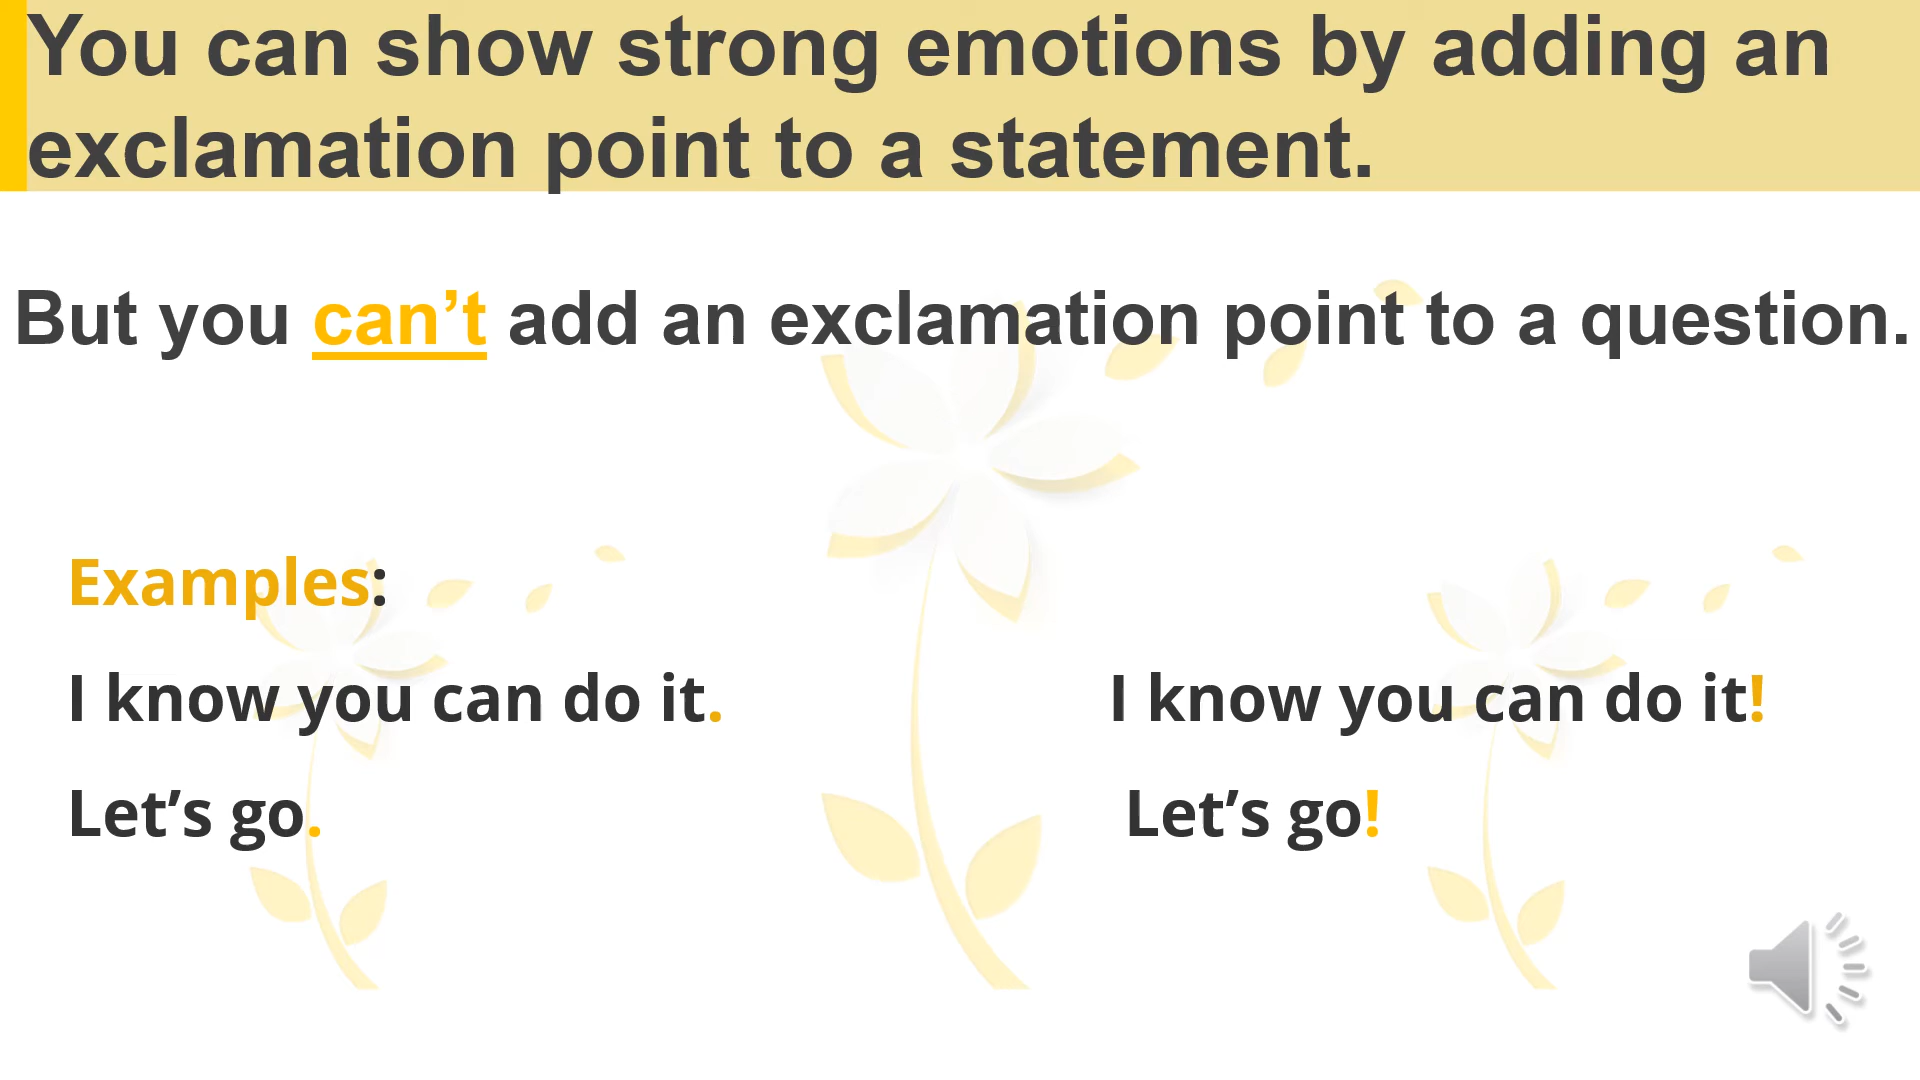 You can show strong emotions by adding an
exclamation point to a statement.
But you can’t add an exclamation point to a question.
Examples:
I know you can do it. I know you can do it!
Let’s go. Let’s go!